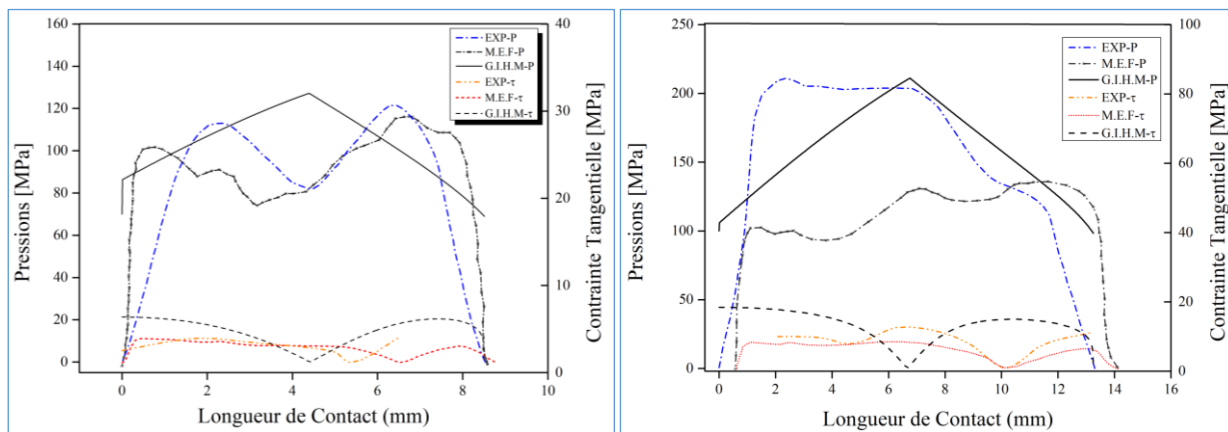 160
140
120
100
80
60
40
20
0
Pressions [MPa]
40
30
20
10
0
Contrainte Tangentielle [MPa]
EXP-P
M.E.F-P
G.I.H.M-P
EXP-τ
M.E.F-τ
G.I.H.M-τ
0 2 4 6 8 10
Longueur de Contact (mm)
250
200
150
100
50
0
Pressions [MPa]
100
80
60
40
20
0
Contrainte Tangentielle [MPa]
EXP-P
M.E.F-P
G.I.H.M-P
EXP-τ
M.E.F-τ
G.I.H.M-τ
0 2 4 6 8 10 12 14 16
Longueur de Contact (mm)